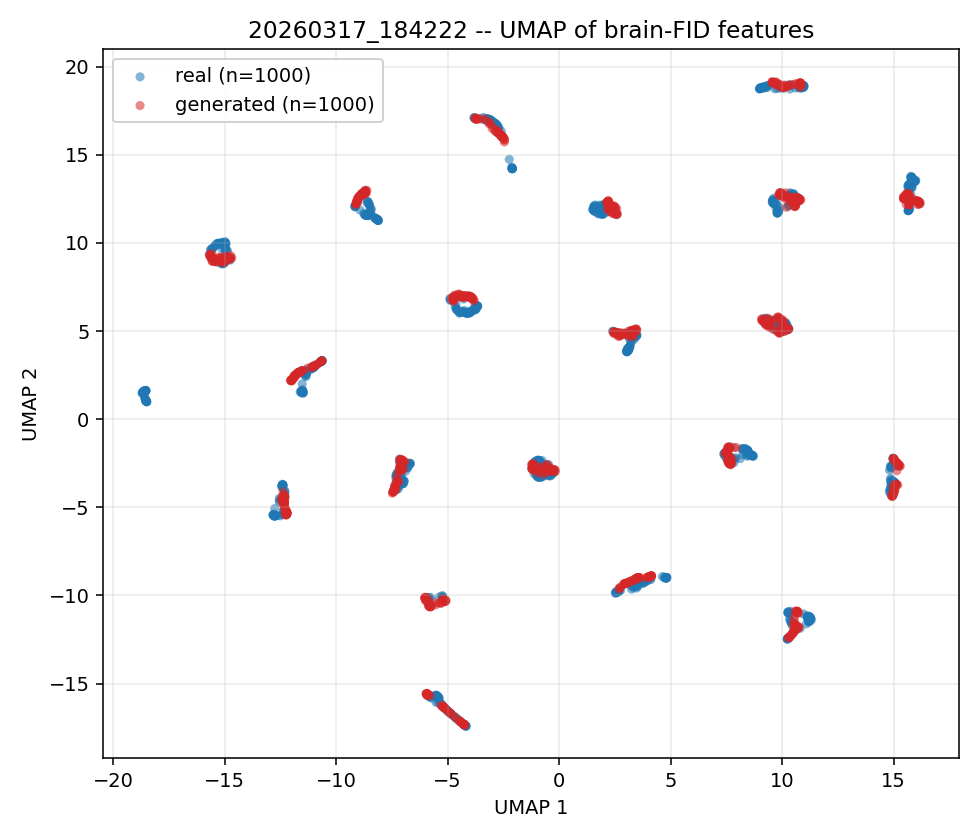 20260317_184222 -- UMAP of brain-FID features
real (n=1000)
generated (n=1000)
20
15
10
5
0
−5
−10
−15
UMAP 2
−20 −15 −10 −5 0 5 10 15
UMAP 1